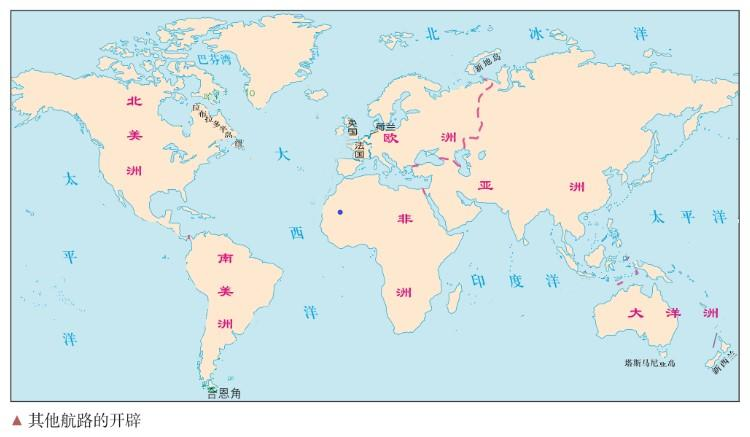 北 冰 洋
巴芬湾
新地岛
北美洲
大西洋
英国
荷兰
法国
欧 洲
亚 洲
太平洋
非洲
太 平 洋
南美洲
印 度 洋
大 洋 洲
塔斯马尼亚岛
新西兰
合恩角
▲ 其他航路的开辟